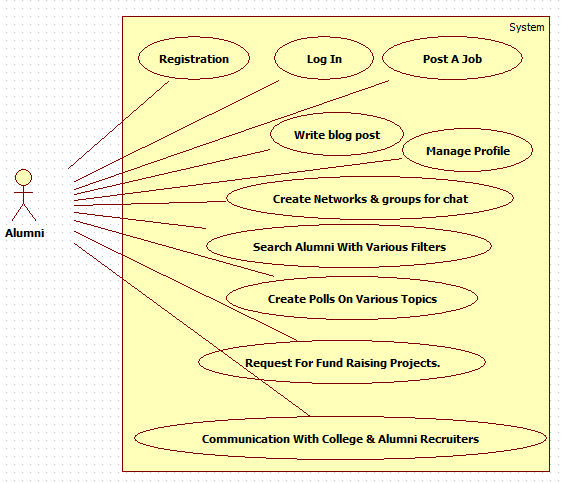 System
Registration
Log In
Post A Job
Write blog post
Manage Profile
Alumni
Create Networks & groups for chat
Search Alumni With Various Filters
Create Polls On Various Topics
Request For Fund Raising Projects.
Communication With College & Alumni Recruiters